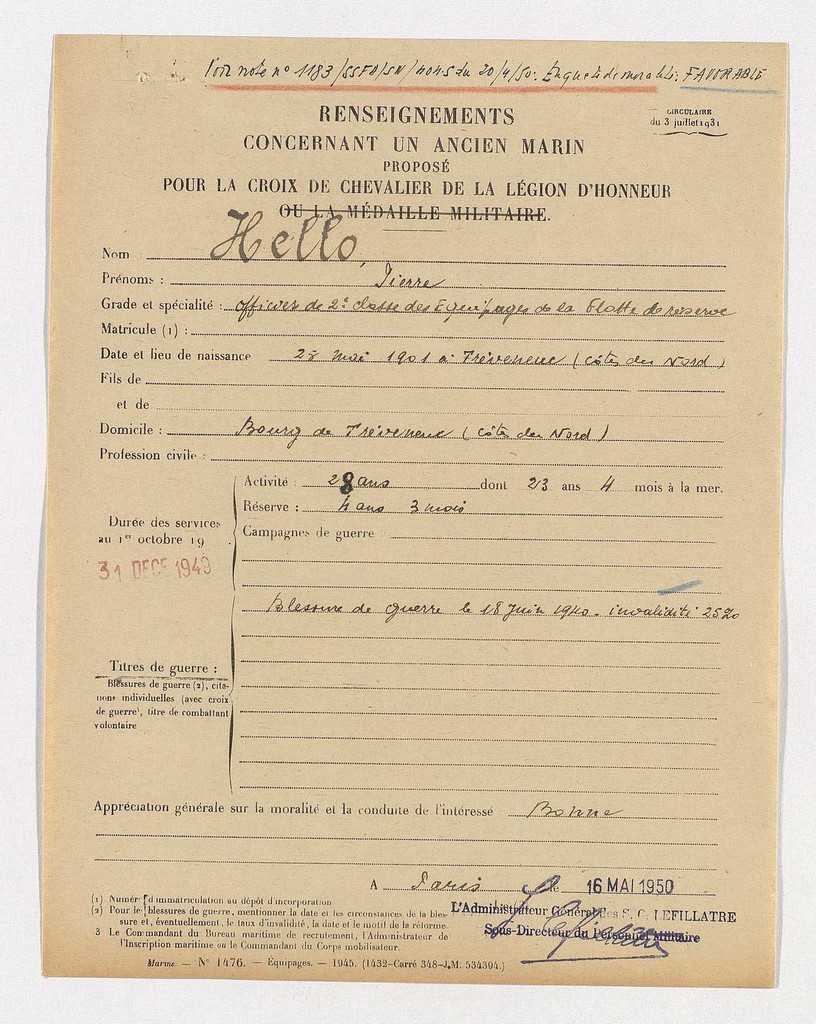 Voir note n° 1183/SSFD/SN/4045 du 20/4/50. Enquête de moralité: FAVORABLE
CIRCULAIRE
du 3 juillet 1931
RENSEIGNEMENTS
CONCERNANT UN ANCIEN MARIN
PROPOSÉ
POUR LA CROIX DE CHEVALIER DE LA LÉGION D'HONNEUR
OU LA MÉDAILLE MILITAIRE.
Nom : Hello,
Prénoms : Pierre
Grade et spécialité : officier de 2e classe des Equipages de la Flotte de réserve
Matricule (1) :
Date et lieu de naissance 28 mai 1901 à Tréveneuc (Côtes du Nord)
Fils de
et de
Domicile : Bourg de Tréveneuc (Côtes du Nord)
Profession civile :
Durée des services
au 1er octobre 19 .
31 DECE 1949
Activité : 28 ans dont 23 ans 4 mois à la mer.
Réserve : 4 ans 3 mois
Campagnes de guerre
Titres de guerre :
Blessures de guerre (2), cita-
tions individuelles (avec croix
de guerre), titre de combattant
volontaire
Blessure de guerre le 18 juin 1940 - invalidité 25%
Appréciation générale sur la moralité et la conduite de l'intéressé Bonne
A Paris le 16 MAI 1950
L'Administrateur Général des S. C. LEFILLATRE
Sous-Directeur du Personnel Militaire
(1) Numéro d'immatriculation au dépôt d'incorporation
(2) Pour les blessures de guerre, mentionner la date et les circonstances de la bles-
sure et, éventuellement, le taux d'invalidité, la date et le motif de la réforme.
3 Le Commandant du Bureau maritime de recrutement, l'Administrateur de
l'Inscription maritime ou le Commandant du Corps mobilisateur.
Marine. — N° 1476. — Équipages. — 1945. (1432-Carré 348-J.M. 534394.)